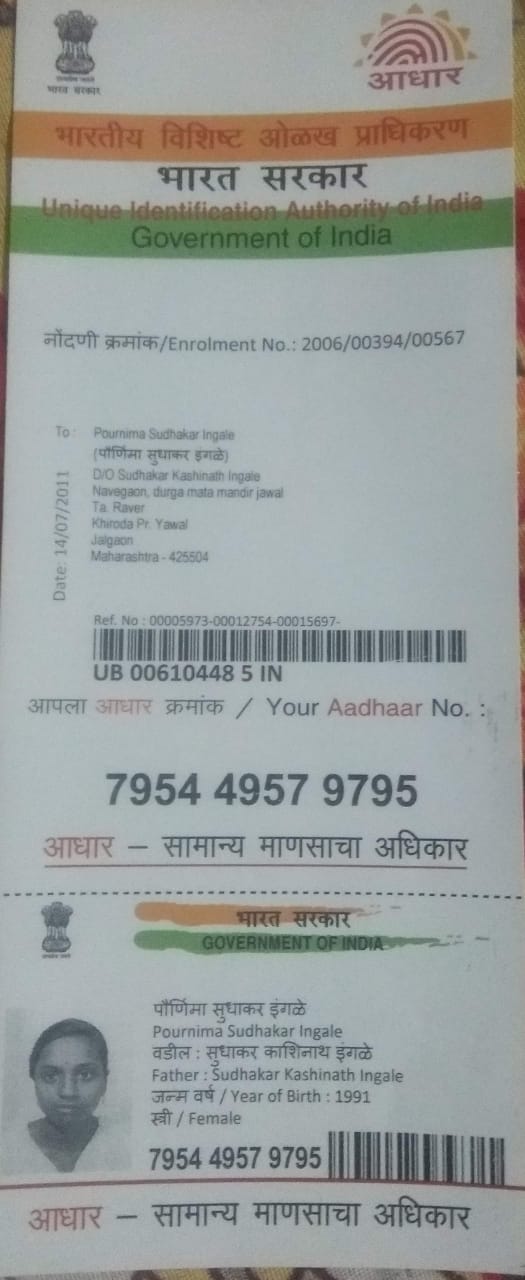 भारत सरकार
आधार
भारतीय विशिष्ट ओळख प्राधिकरण
भारत सरकार
Unique Identification Authority of India
Government of India
नोंदणी क्रमांक/Enrolment No.: 2006/00394/00567
To :
Pournima Sudhakar Ingale
(पौर्णिमा सुधाकर इंगळे)
D/O Sudhakar Kashinath Ingale
Navegaon, durga mata mandir jawal
Ta. Raver
Khiroda Pr. Yawal
Jalgaon
Maharashtra - 425504
Date: 14/07/2011
Ref. No : 00005973-00012754-00015697-
UB 00610448 5 IN
आपला आधार क्रमांक / Your Aadhaar No. :
7954 4957 9795
आधार – सामान्य माणसाचा अधिकार
भारत सरकार
GOVERNMENT OF INDIA
पौर्णिमा सुधाकर इंगळे
Pournima Sudhakar Ingale
वडील : सुधाकर काशिनाथ इंगळे
Father : Sudhakar Kashinath Ingale
जन्म वर्ष / Year of Birth : 1991
स्त्री / Female
7954 4957 9795
आधार – सामान्य माणसाचा अधिकार